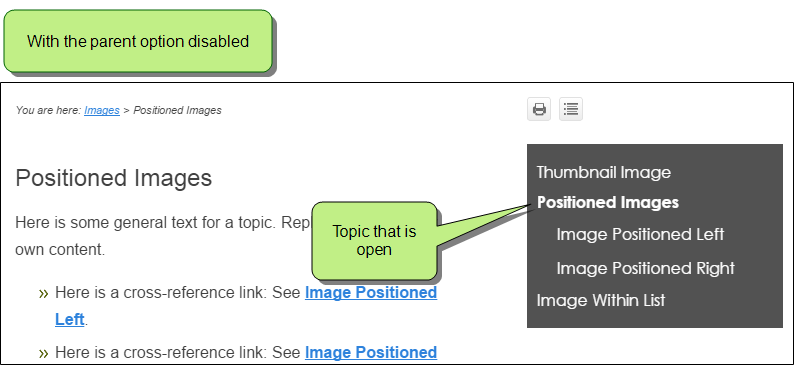 With the parent option disabled
You are here: Images > Positioned Images
Positioned Images
Here is some general text for a topic.
own content.
» Here is a cross-reference link: See Image Positioned
Left.
» Here is a cross-reference link: See Image Positioned
Topic that is
open
Thumbnail Image
Positioned Images
Image Positioned Left
Image Positioned Right
Image Within List